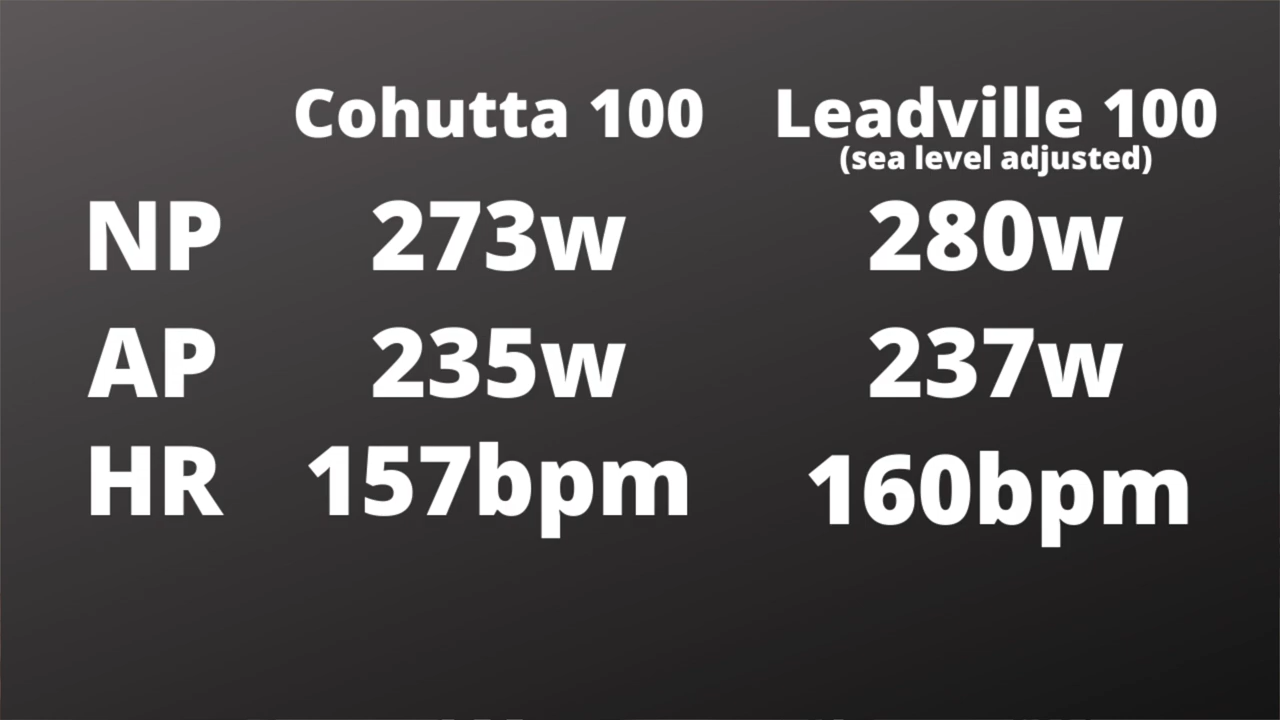 Cohutta 100 Leadville 100
(sea level adjusted)
NP 273w 280w
AP 235w 237w
HR 157bpm 160bpm